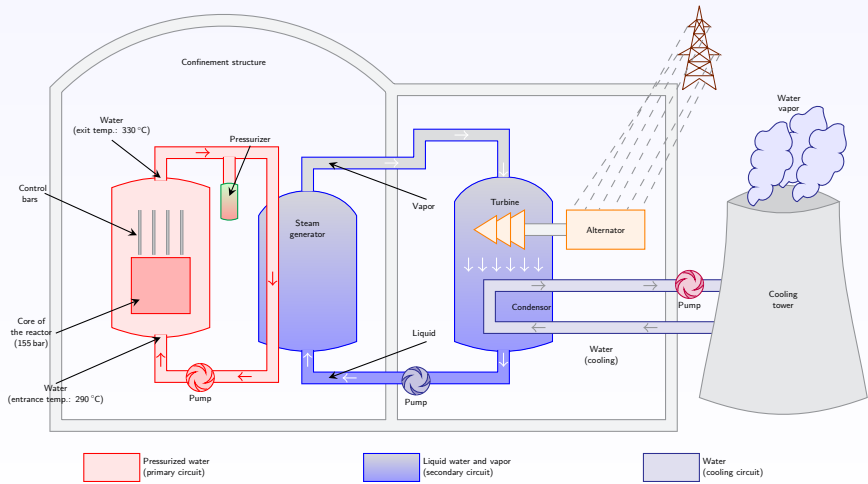 Confinement structure
Water
(exit temp.: 330 °C)
Pressurizer
Water
vapor
Control
bars
Vapor
Turbine
Steam
generator
Alternator
Core of
the reactor
(155 bar)
Condensor
Pump
Cooling
tower
Liquid
Water
(cooling)
Water
(entrance temp.: 290 °C)
Pump
Pump
Pressurized water
(primary circuit)
Liquid water and vapor
(secondary circuit)
Water
(cooling circuit)